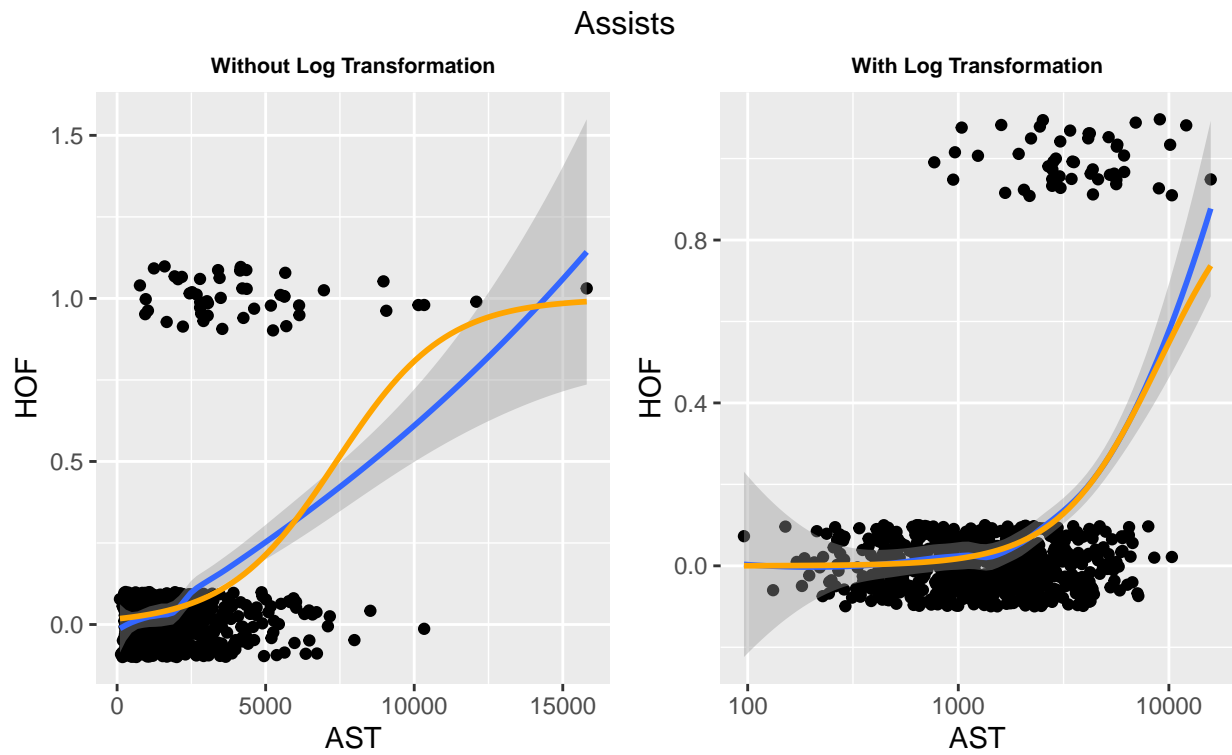 Assists
Without Log Transformation
HOF
1.5
1.0
0.5
0.0
0
5000
10000
15000
AST
With Log Transformation
HOF
0.8
0.4
0.0
100
1000
10000
AST